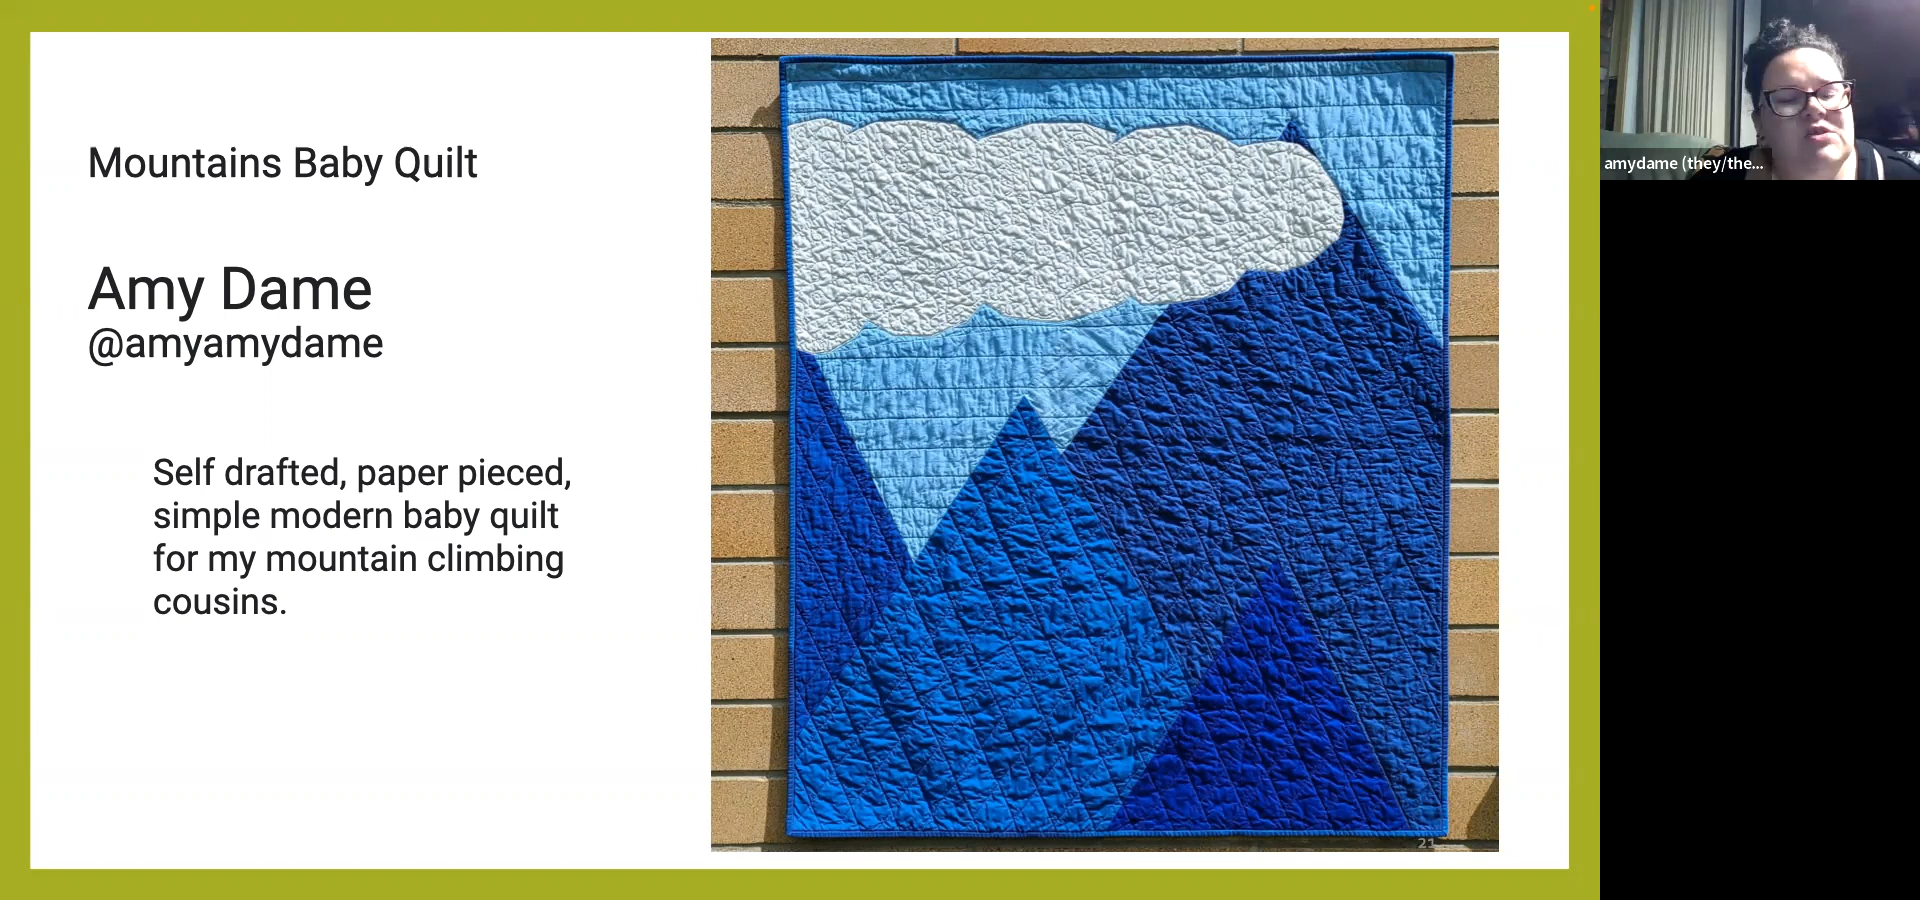 Mountains Baby Quilt
Amy Dame
@amyamydame
Self drafted, paper pieced,
simple modern baby quilt
for my mountain climbing
cousins.
21
amydame (they/the...